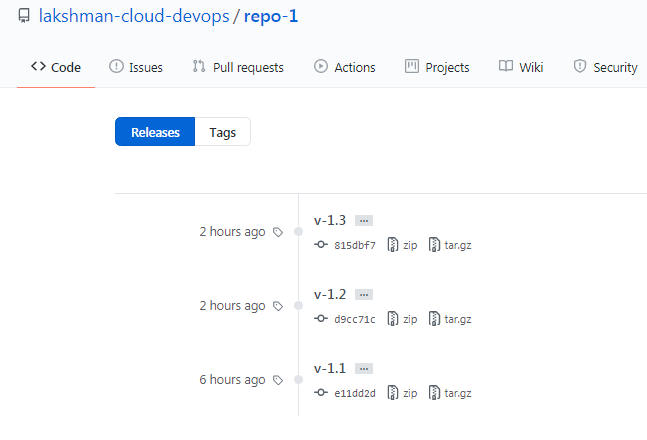 lakshman-cloud-devops / repo-1
Code Issues Pull requests Actions Projects Wiki Security
Releases Tags
2 hours ago v-1.3 ...
815dbf7 zip tar.gz
2 hours ago v-1.2 ...
d9cc71c zip tar.gz
6 hours ago v-1.1 ...
e11dd2d zip tar.gz